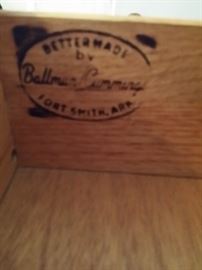 BETTERMADE
by
Ballman Cummings
FORT SMITH, ARK.